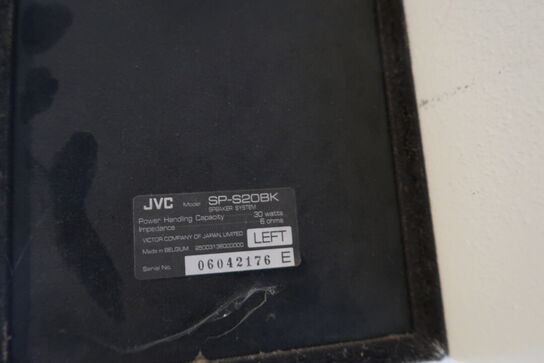 JVC Model SP-S20BK
SPEAKER SYSTEM
Power Handling Capacity 30 watts
Impedance 6 ohms
VICTOR COMPANY OF JAPAN, LIMITED
LEFT
Made in BELGIUM 25003136000000
Serial No. 06042176 E